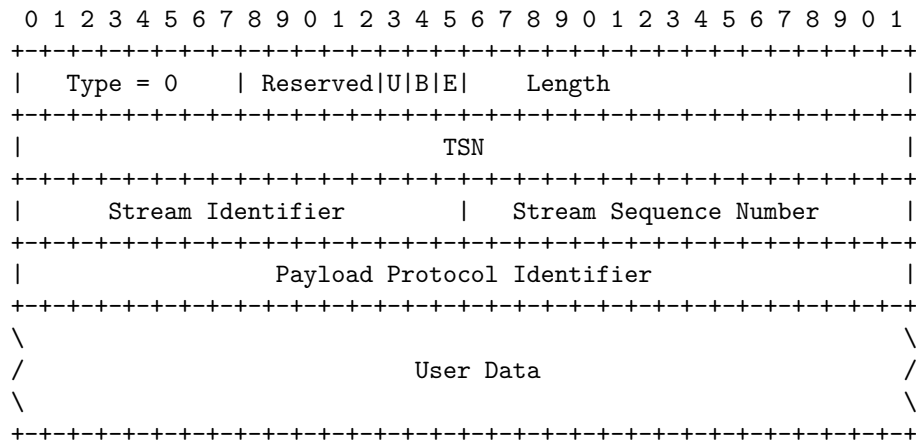 0 1 2 3 4 5 6 7 8 9 0 1 2 3 4 5 6 7 8 9 0 1 2 3 4 5 6 7 8 9 0 1
+-+-+-+-+-+-+-+-+-+-+-+-+-+-+-+-+-+-+-+-+-+-+-+-+-+-+-+-+-+-+-+-+
|   Type = 0    | Reserved|U|B|E|    Length                     |
+-+-+-+-+-+-+-+-+-+-+-+-+-+-+-+-+-+-+-+-+-+-+-+-+-+-+-+-+-+-+-+-+
|                              TSN                              |
+-+-+-+-+-+-+-+-+-+-+-+-+-+-+-+-+-+-+-+-+-+-+-+-+-+-+-+-+-+-+-+-+
|      Stream Identifier        |   Stream Sequence Number      |
+-+-+-+-+-+-+-+-+-+-+-+-+-+-+-+-+-+-+-+-+-+-+-+-+-+-+-+-+-+-+-+-+
|                  Payload Protocol Identifier                  |
+-+-+-+-+-+-+-+-+-+-+-+-+-+-+-+-+-+-+-+-+-+-+-+-+-+-+-+-+-+-+-+-+
\                                                               \
/                            User Data                          /
\                                                               \
+-+-+-+-+-+-+-+-+-+-+-+-+-+-+-+-+-+-+-+-+-+-+-+-+-+-+-+-+-+-+-+-+